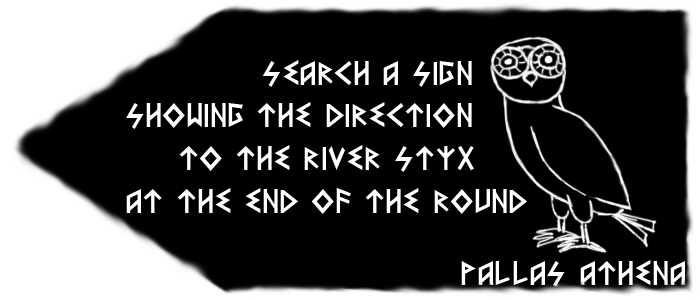 SEARCH A SIGN
SHOWING THE DIRECTION
TO THE RIVER STYX
AT THE END OF THE ROUND
PALLAS ATHENA